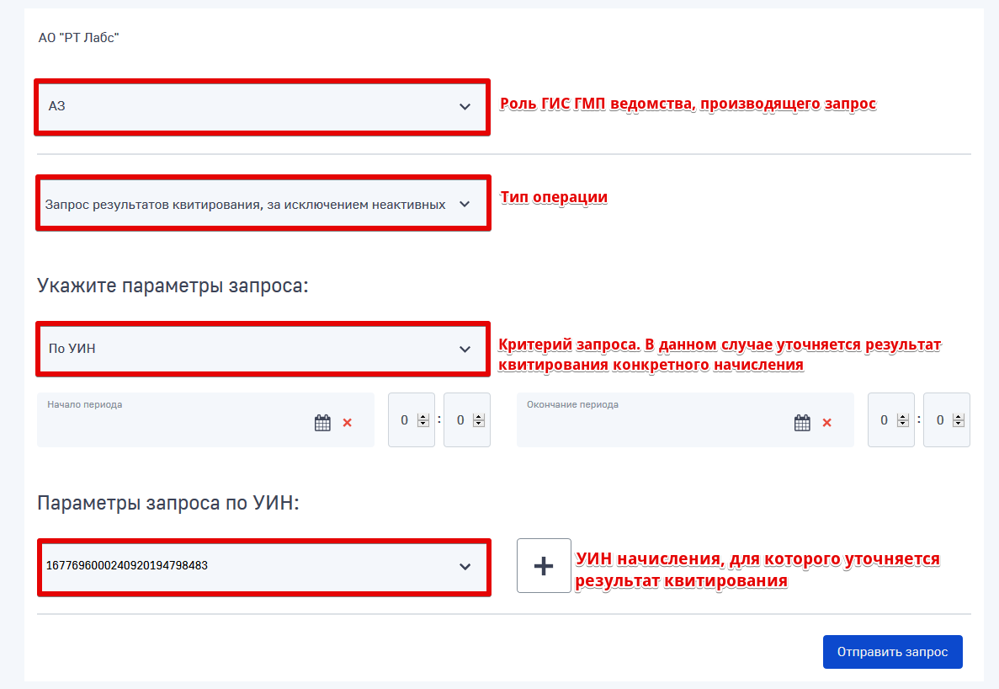 АО "РТ Лабс"
АЗ
Роль ГИС ГМП ведомства, производящего запрос
Запрос результатов квитирования, за исключением неактивных
Тип операции
Укажите параметры запроса:
По УИН
Критерий запроса. В данном случае уточняется результат
квитирования конкретного начисления
Начало периода
0 : 0
Окончание периода
0 : 0
Параметры запроса по УИН:
1677696000240920194798483
УИН начисления, для которого уточняется
результат квитирования
Отправить запрос